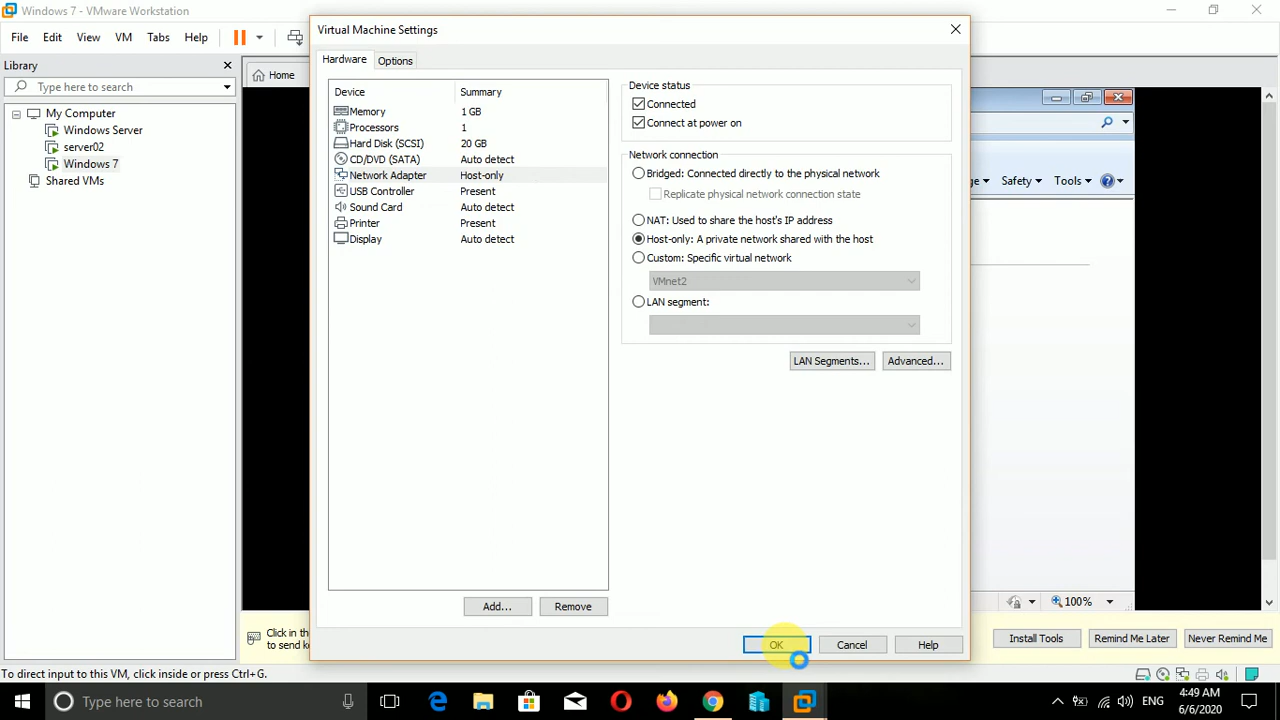 Windows 7 - VMware Workstation
File Edit View VM Tabs Help
Library
Type here to search
My Computer
Windows Server
server02
Windows 7
Shared VMs
Home
Virtual Machine Settings
Hardware Options
Device Summary
Memory 1 GB
Processors 1
Hard Disk (SCSI) 20 GB
CD/DVD (SATA) Auto detect
Network Adapter Host-only
USB Controller Present
Sound Card Auto detect
Printer Present
Display Auto detect
Add... Remove
Device status
Connected
Connect at power on
Network connection
Bridged: Connected directly to the physical network
Replicate physical network connection state
NAT: Used to share the host's IP address
Host-only: A private network shared with the host
Custom: Specific virtual network
VMnet2
LAN segment:
LAN Segments... Advanced...
OK Cancel Help
Safety Tools
100%
Click in the
to send
Install Tools Remind Me Later Never Remind Me
To direct input to this VM, click inside or press Ctrl+G.
Type here to search
ENG
4:49 AM
6/6/2020